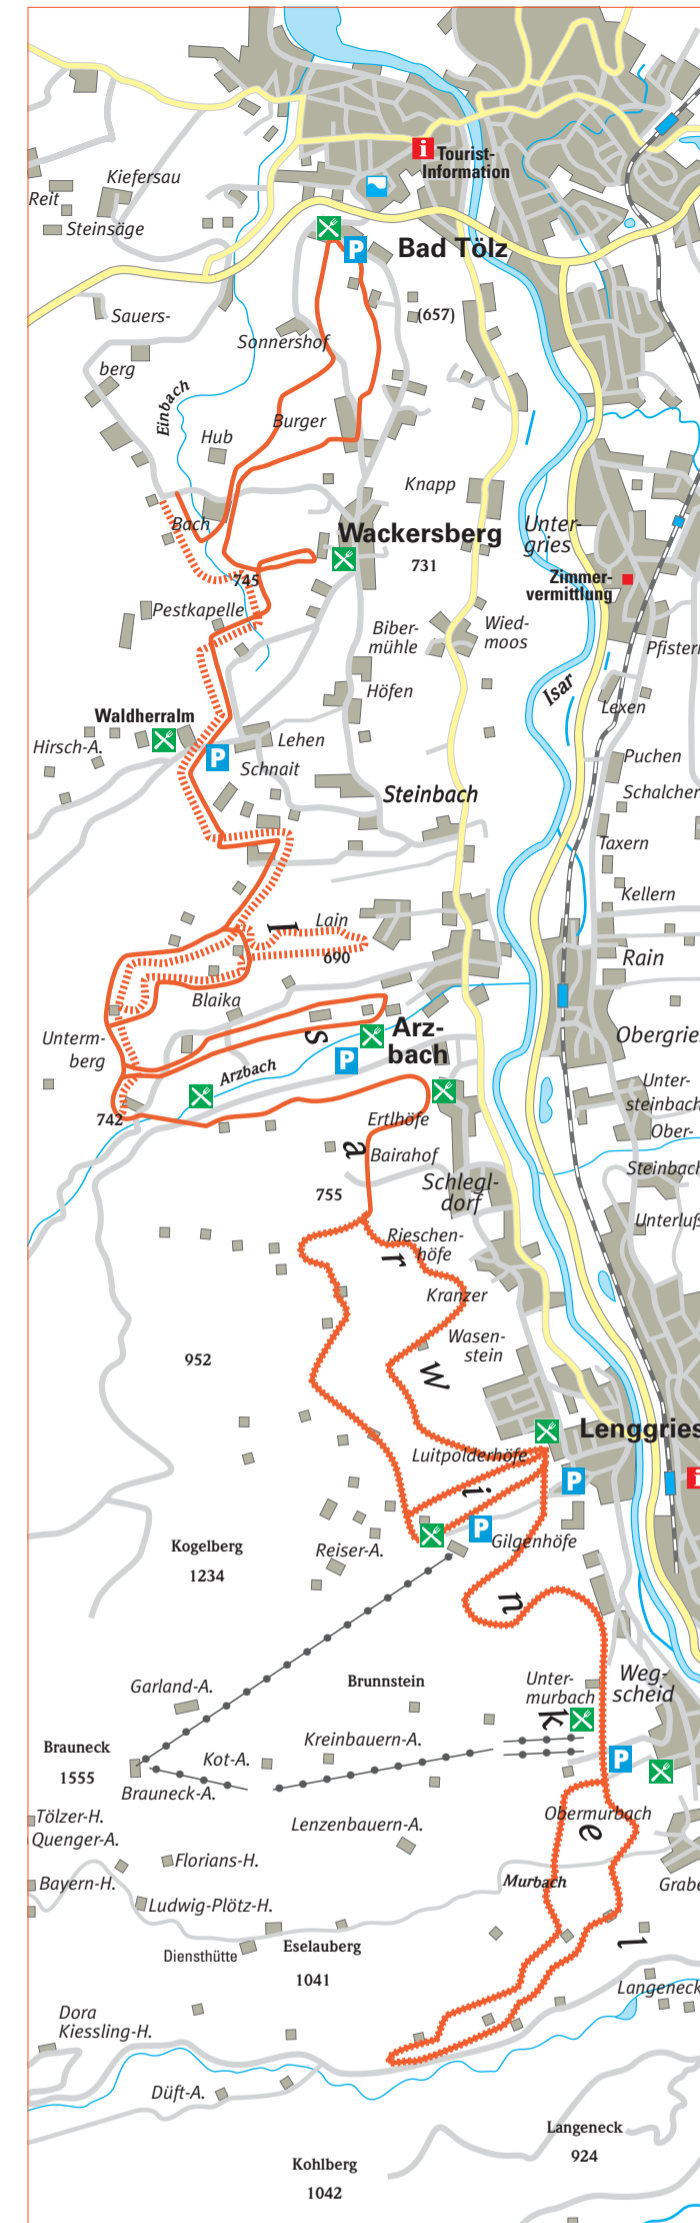 i Tourist-
Information
Kiefersau
Reit
Steinsäge
P
Bad Tölz
Sauers-
(657)
Sonnershof
berg
Einbach
Burger
Hub
Knapp
Bach
Wackersberg
731
Unter-
gries
745
Zimmer-
vermittlung
Pestkapelle
Biber-
mühle
Wied-
moos
Pfister
Höfen
Isar
Lexen
Waldherralm
Hirsch-A.
P
Lehen
Schnait
Puchen
Steinbach
Schalcher
Taxern
Kellern
l
Lain
690
Rain
Blaika
s
Arz-
bach
Unterm-
berg
P
Arzbach
Obergrie
742
Ertlhöfe
Unter-
steinbach
Ober-
Steinbach
a
Bairahof
755
Schlegl-
dorf
Unterluß
Rieschen-
höfe
r
Kranzer
952
Wasen-
stein
w
Lenggries
Luitpolderhöfe
P
i
i
P
Gilgenhöfe
Kogelberg
1234
Reiser-A.
n
Garland-A.
Brunnstein
Unter-
murbach
Weg-
scheid
k
Kreinbauern-A.
Brauneck
1555
Kot-A.
P
Brauneck-A.
Tölzer-H.
Quenger-A.
Lenzenbauern-A.
Obermurbach
e
Florians-H.
Bayern-H.
Murbach
Grabe
Ludwig-Plötz-H.
Diensthütte
Eselauberg
1041
l
Langeneck
Dora
Kiessling-H.
Düft-A.
Langeneck
924
Kohlberg
1042